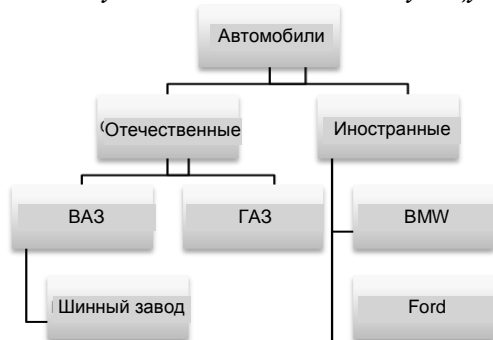 Автомобили
Отечественные
Иностранные
ВАЗ
ГАЗ
BMW
Шинный завод
Ford